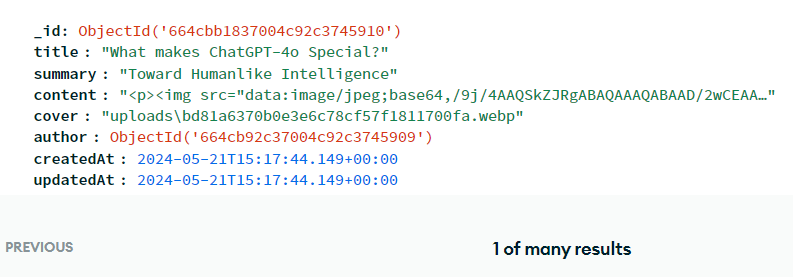 _id: ObjectId('664cbb1837004c92c3745910')
title : "What makes ChatGPT-4o Special?"
summary : "Toward Humanlike Intelligence"
content : "<p><img src="data:image/jpeg;base64,/9j/4AAQSkZJRgABAQAAAQABAAD/2wCEAA…"
cover : "uploads\bd81a6370b0e3e6c78cf57f1811700fa.webp"
author : ObjectId('664cb92c37004c92c3745909')
createdAt : 2024-05-21T15:17:44.149+00:00
updatedAt : 2024-05-21T15:17:44.149+00:00
PREVIOUS
1 of many results